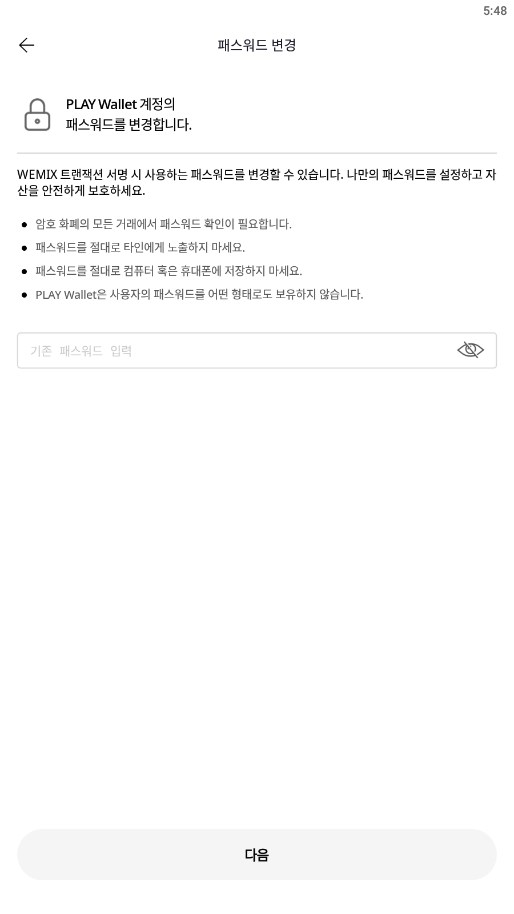 5:48
패스워드 변경
PLAY Wallet 계정의
패스워드를 변경합니다.
WEMIX 트랜잭션 서명 시 사용하는 패스워드를 변경할 수 있습니다. 나만의 패스워드를 설정하고 자
산을 안전하게 보호하세요.
• 암호 화폐의 모든 거래에서 패스워드 확인이 필요합니다.
• 패스워드를 절대로 타인에게 노출하지 마세요.
• 패스워드를 절대로 컴퓨터 혹은 휴대폰에 저장하지 마세요.
• PLAY Wallet은 사용자의 패스워드를 어떤 형태로도 보유하지 않습니다.
기존 패스워드 입력
다음